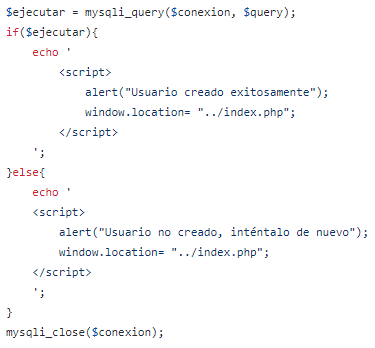 $ejecutar = mysqli_query($conexion, $query);
if($ejecutar){
    echo '
        <script>
            alert("Usuario creado exitosamente");
            window.location= "../index.php";
        </script>
    ';
}else{
    echo '
    <script>
        alert("Usuario no creado, inténtalo de nuevo");
        window.location= "../index.php";
    </script>
    ';
}
mysqli_close($conexion);